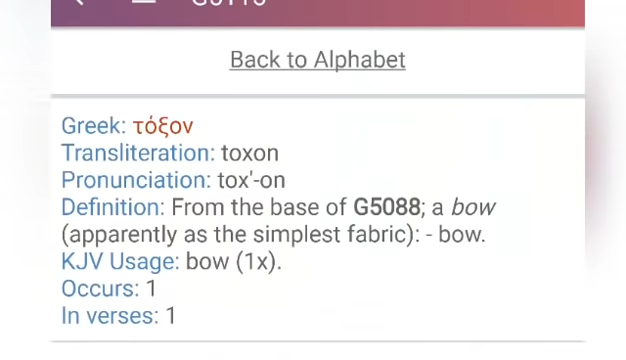 Back to Alphabet
Greek: τόξον
Transliteration: toxon
Pronunciation: tox'-on
Definition: From the base of G5088; a bow
(apparently as the simplest fabric): - bow.
KJV Usage: bow (1x).
Occurs: 1
In verses: 1